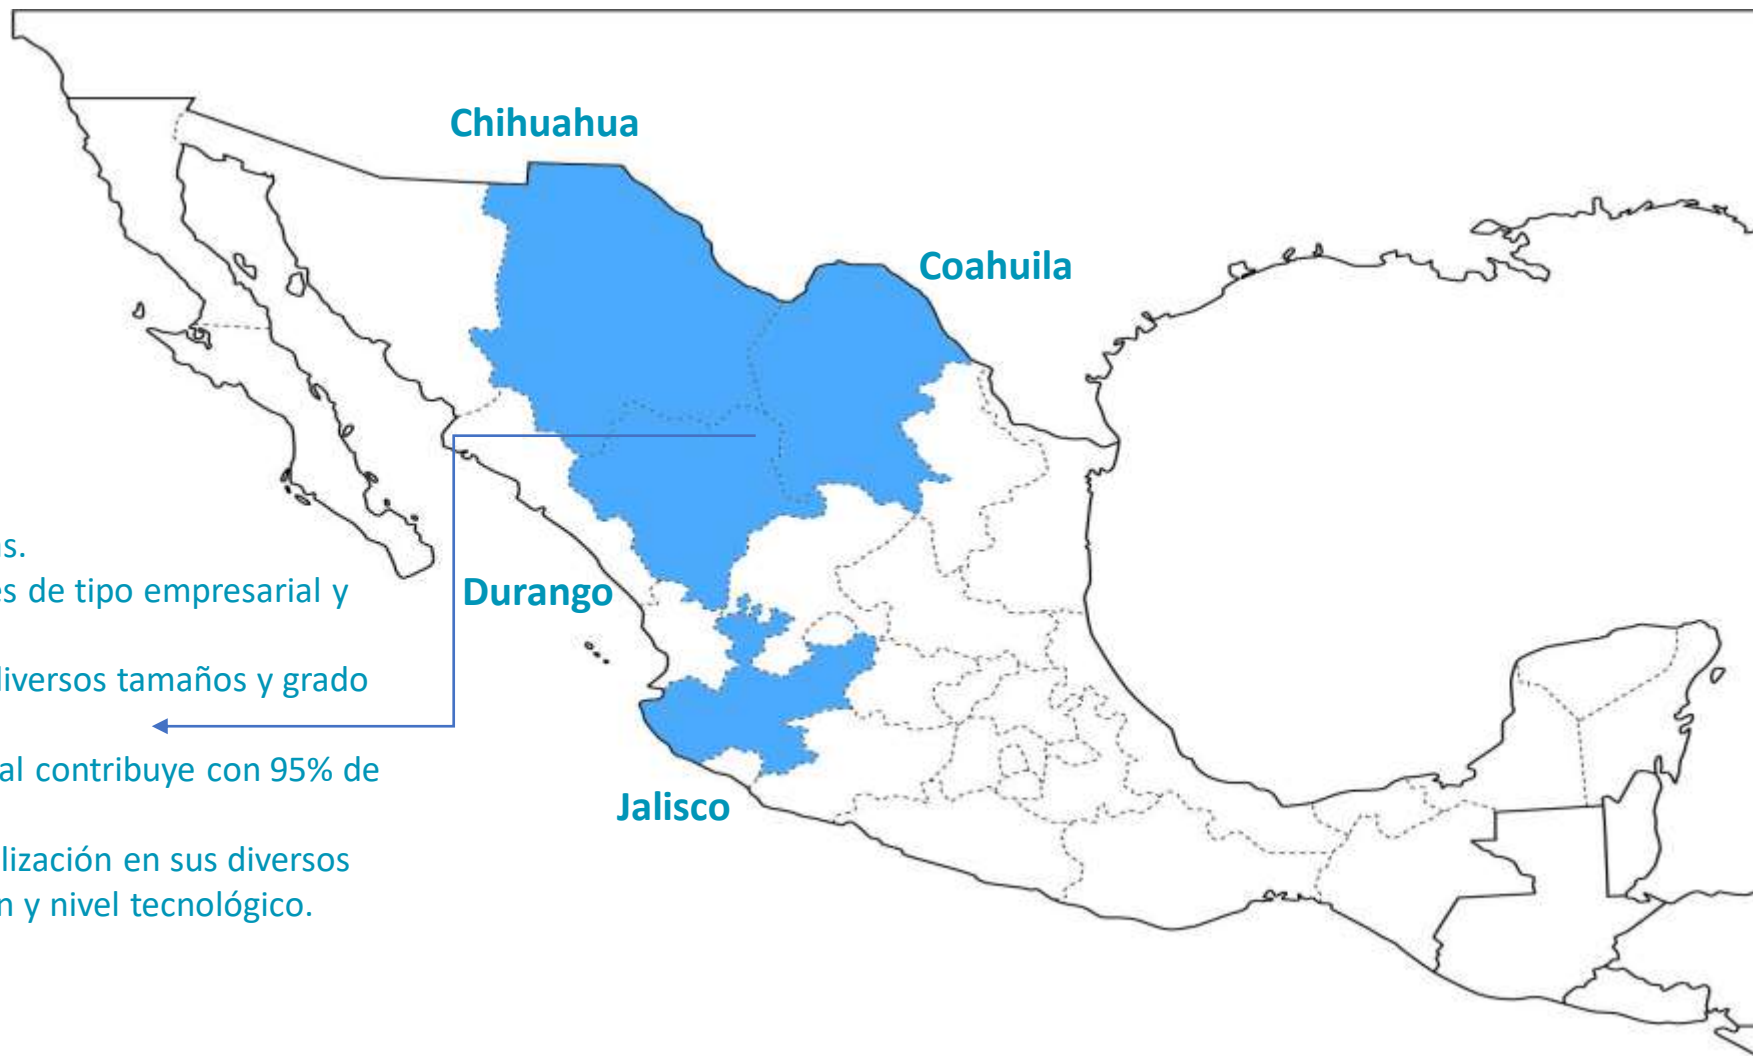 Chihuahua
Coahuila
s.
s de tipo empresarial y
Durango
diversos tamaños y grado
al contribuye con 95% de
Jalisco
lización en sus diversos
n y nivel tecnológico.